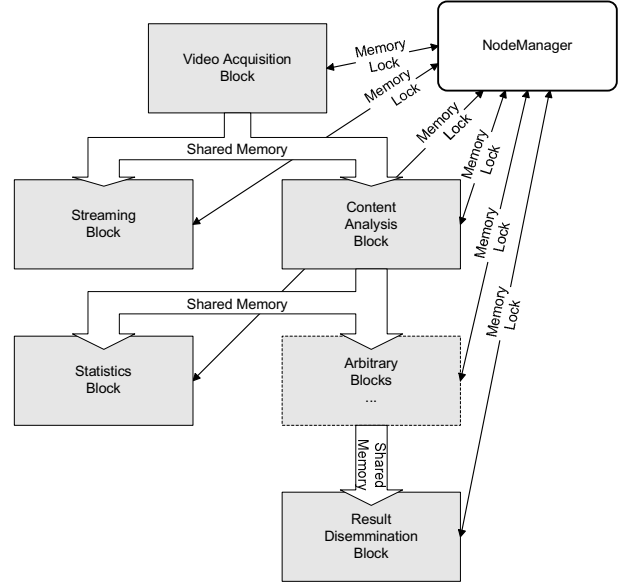 NodeManager
Video Acquisition
Block
Memory
Lock
Memory
Lock
Memory
Lock
Memory
Lock
Shared Memory
Streaming
Block
Content
Analysis
Block
Memory
Lock
Memory
Lock
Shared Memory
Statistics
Block
Arbitrary
Blocks
...
Shared
Memory
Result
Disemmination
Block